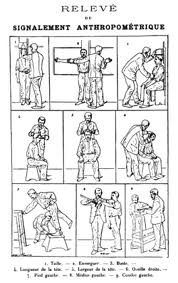 RELEVÉ
DU
SIGNALEMENT ANTHROPOMÉTRIQUE
1. Taille. — 2. Envergure. — 3. Buste. —
4. Longueur de la tête. — 5. Largeur de la tête. — 6. Oreille droite. —
7. Pied gauche. — 8. Médius gauche. — 9. Coudée gauche.